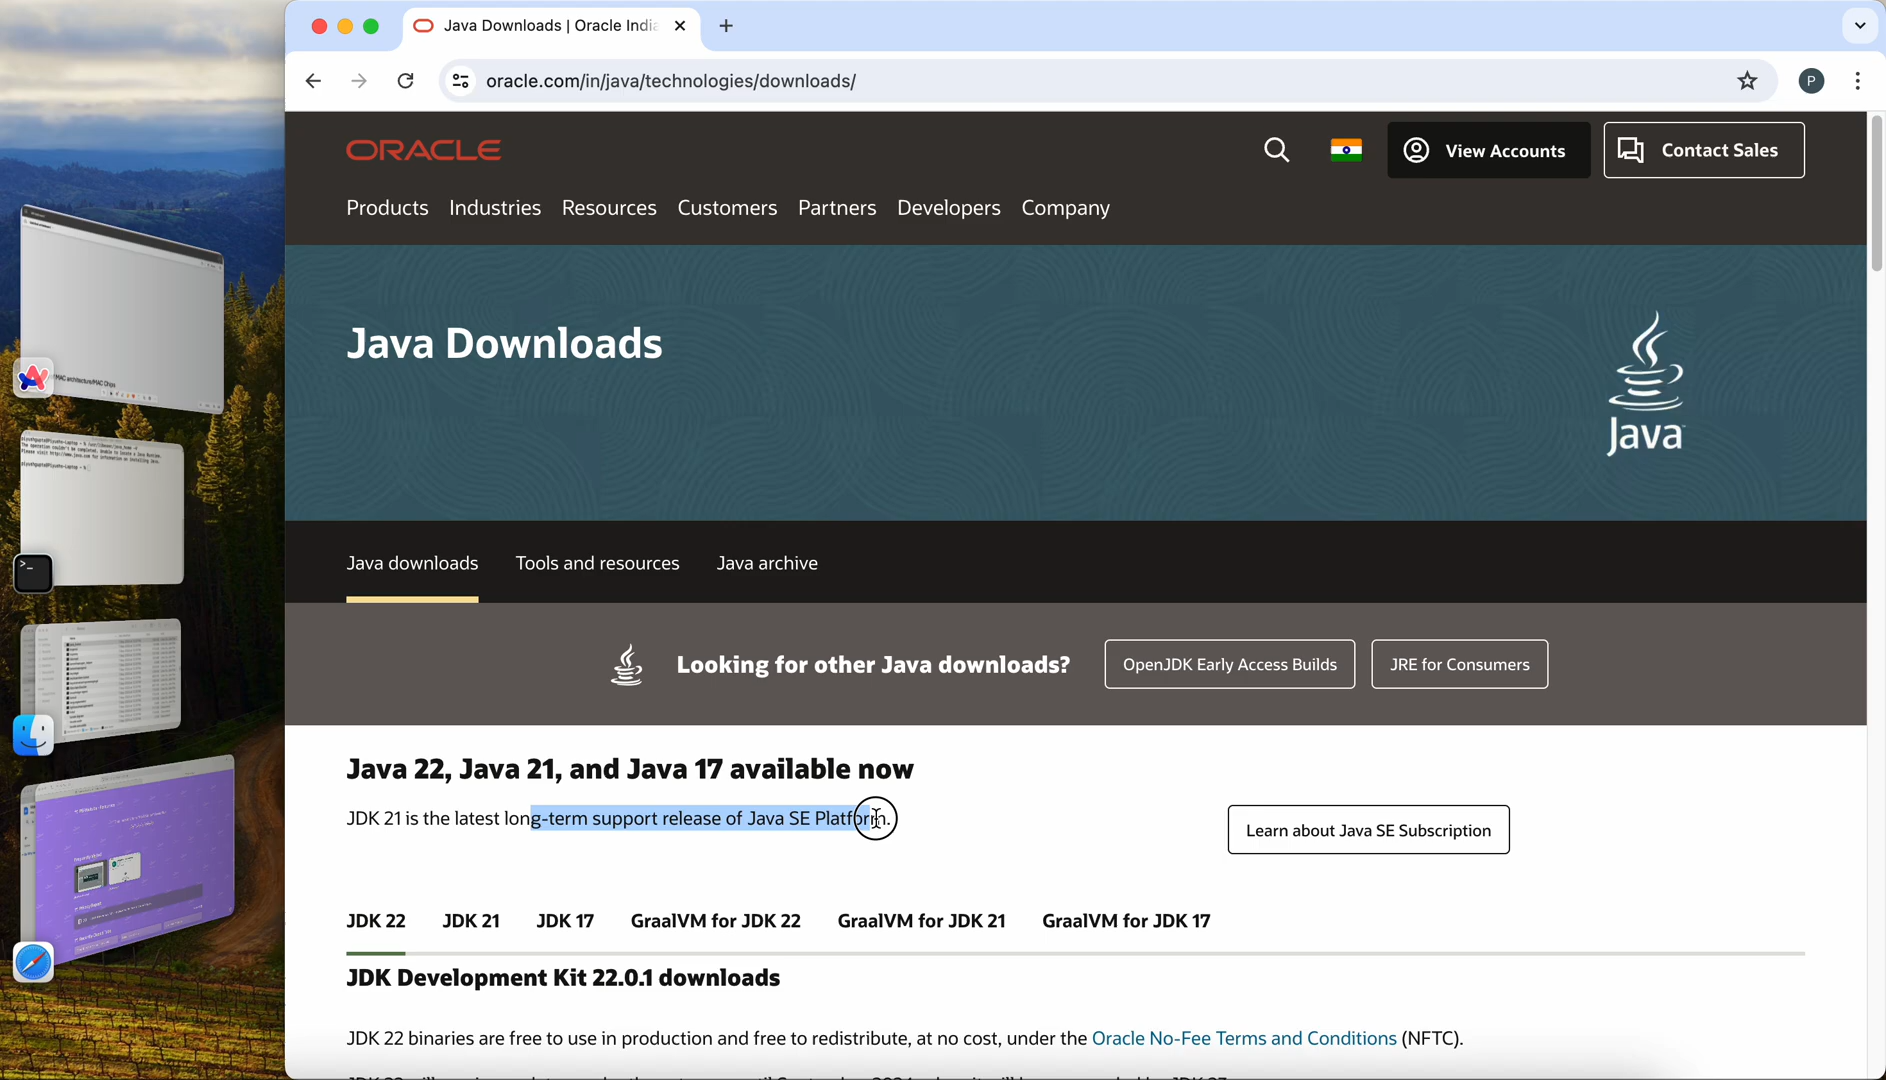 Java Downloads | Oracle India
oracle.com/in/java/technologies/downloads/
P
ORACLE
View Accounts
Contact Sales
Products Industries Resources Customers Partners Developers Company
Java Downloads
Java
Java downloads Tools and resources Java archive
Looking for other Java downloads?
OpenJDK Early Access Builds
JRE for Consumers
Java 22, Java 21, and Java 17 available now
JDK 21 is the latest long-term support release of Java SE Platform.
Learn about Java SE Subscription
JDK 22 JDK 21 JDK 17 GraalVM for JDK 22 GraalVM for JDK 21 GraalVM for JDK 17
JDK Development Kit 22.0.1 downloads
JDK 22 binaries are free to use in production and free to redistribute, at no cost, under the Oracle No-Fee Terms and Conditions (NFTC).